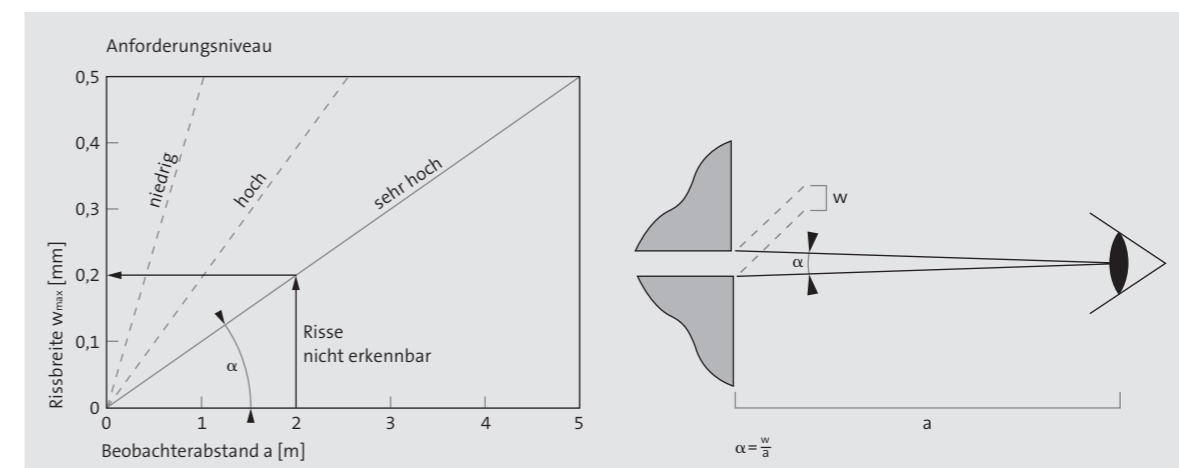 Anforderungsniveau
0,5
0,4
0,3
0,2
0,1
0
Rissbreite wmax [mm]
niedrig
hoch
sehr hoch
Risse
nicht erkennbar
α
0 1 2 3 4 5
Beobachterabstand a [m]
w
α
a
α = w/a